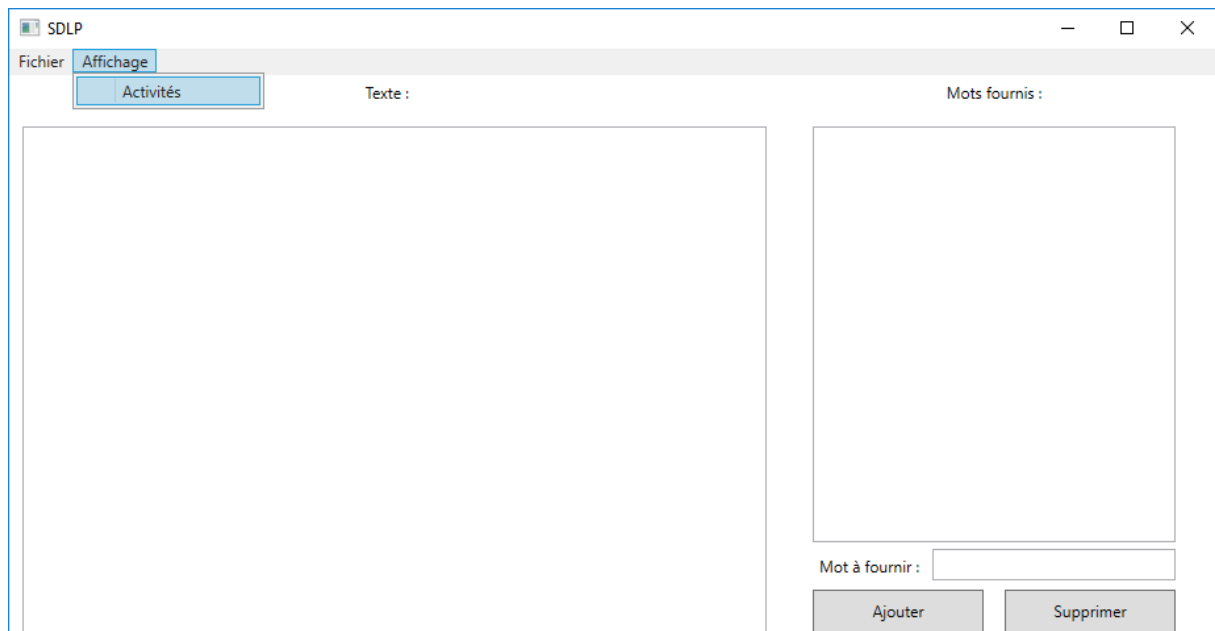 SDLP
Fichier Affichage
Activités
Texte :
Mots fournis :
Mot à fournir :
Ajouter
Supprimer